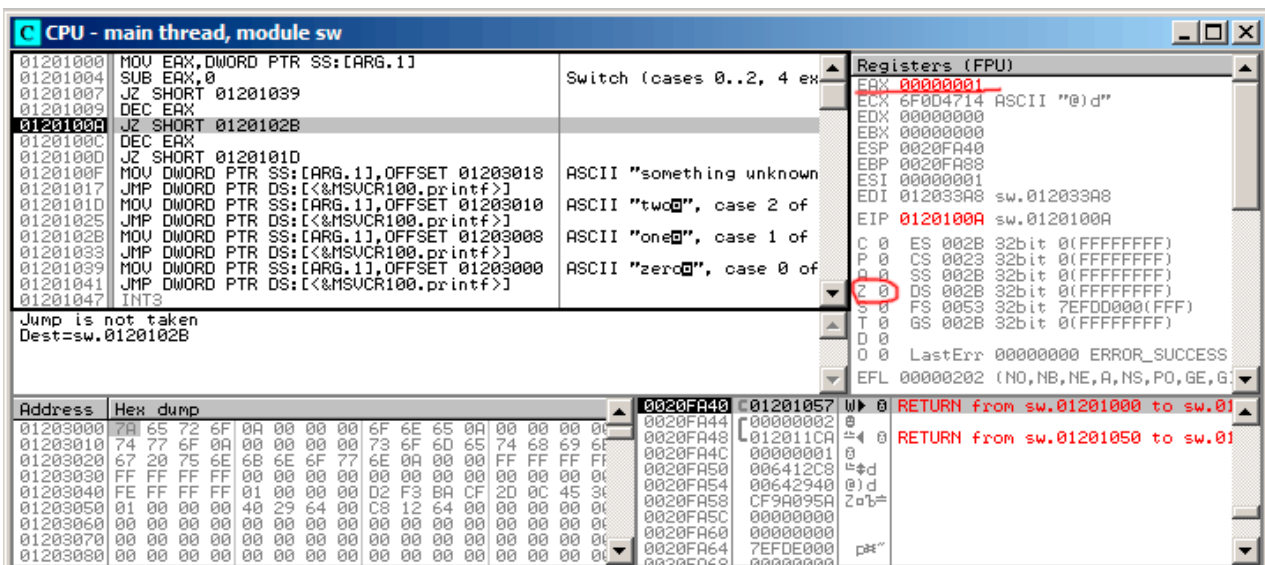 C CPU - main thread, module sw
01201000 MOV EAX,DWORD PTR SS:[ARG.1]
01201004 SUB EAX,0 Switch (cases 0..2, 4 ex
01201007 JZ SHORT 01201039
01201009 DEC EAX
0120100A JZ SHORT 0120102B
0120100C DEC EAX
0120100D JZ SHORT 0120101D
0120100F MOV DWORD PTR SS:[ARG.1],OFFSET 01203018 ASCII "something unknown
01201017 JMP DWORD PTR DS:[<&MSVCR100.printf>]
0120101D MOV DWORD PTR SS:[ARG.1],OFFSET 01203010 ASCII "two◙", case 2 of
01201025 JMP DWORD PTR DS:[<&MSVCR100.printf>]
0120102B MOV DWORD PTR SS:[ARG.1],OFFSET 01203008 ASCII "one◙", case 1 of
01201033 JMP DWORD PTR DS:[<&MSVCR100.printf>]
01201039 MOV DWORD PTR SS:[ARG.1],OFFSET 01203000 ASCII "zero◙", case 0 of
01201041 JMP DWORD PTR DS:[<&MSVCR100.printf>]
01201047 INT3
Jump is not taken
Dest=sw.0120102B
Registers (FPU)
EAX 00000001
ECX 6F0D4714 ASCII "@)d"
EDX 00000000
EBX 00000000
ESP 0020FA40
EBP 0020FA88
ESI 00000001
EDI 012033A8 sw.012033A8
EIP 0120100A sw.0120100A
C 0 ES 002B 32bit 0(FFFFFFFF)
P 0 CS 0023 32bit 0(FFFFFFFF)
A 0 SS 002B 32bit 0(FFFFFFFF)
Z 0 DS 002B 32bit 0(FFFFFFFF)
S 0 FS 0053 32bit 7EFDD000(FFF)
T 0 GS 002B 32bit 0(FFFFFFFF)
D 0
O 0 LastErr 00000000 ERROR_SUCCESS
EFL 00000202 (NO,NB,NE,A,NS,PO,GE,G
Address Hex dump
01203000 7A 65 72 6F 0A 00 00 00 6F 6E 65 0A 00 00 00
01203010 74 77 6F 0A 00 00 00 00 73 6F 6D 65 74 68 69
01203020 67 20 75 6E 6B 6E 6F 77 6E 0A 00 00 FF FF FF
01203030 FF FF FF FF 00 00 00 00 00 00 00 00 00 00 00
01203040 FE FF FF FF 01 00 00 00 D2 F3 BA CF 2D 0C 45
01203050 01 00 00 00 40 29 64 00 C8 12 64 00 00 00 00
01203060 00 00 00 00 00 00 00 00 00 00 00 00 00 00 00
01203070 00 00 00 00 00 00 00 00 00 00 00 00 00 00 00
01203080 00 00 00 00 00 00 00 00 00 00 00 00 00 00 00
0020FA40 01201057 W► 0 RETURN from sw.01201000 to sw.01
0020FA44 00000002
0020FA48 012011CA RETURN from sw.01201050 to sw.01
0020FA4C 00000001
0020FA50 006412C8
0020FA54 00642940 @)d
0020FA58 CF9A095A
0020FA5C 00000000
0020FA60 00000000
0020FA64 7EFDE000
0020FA68 00000000